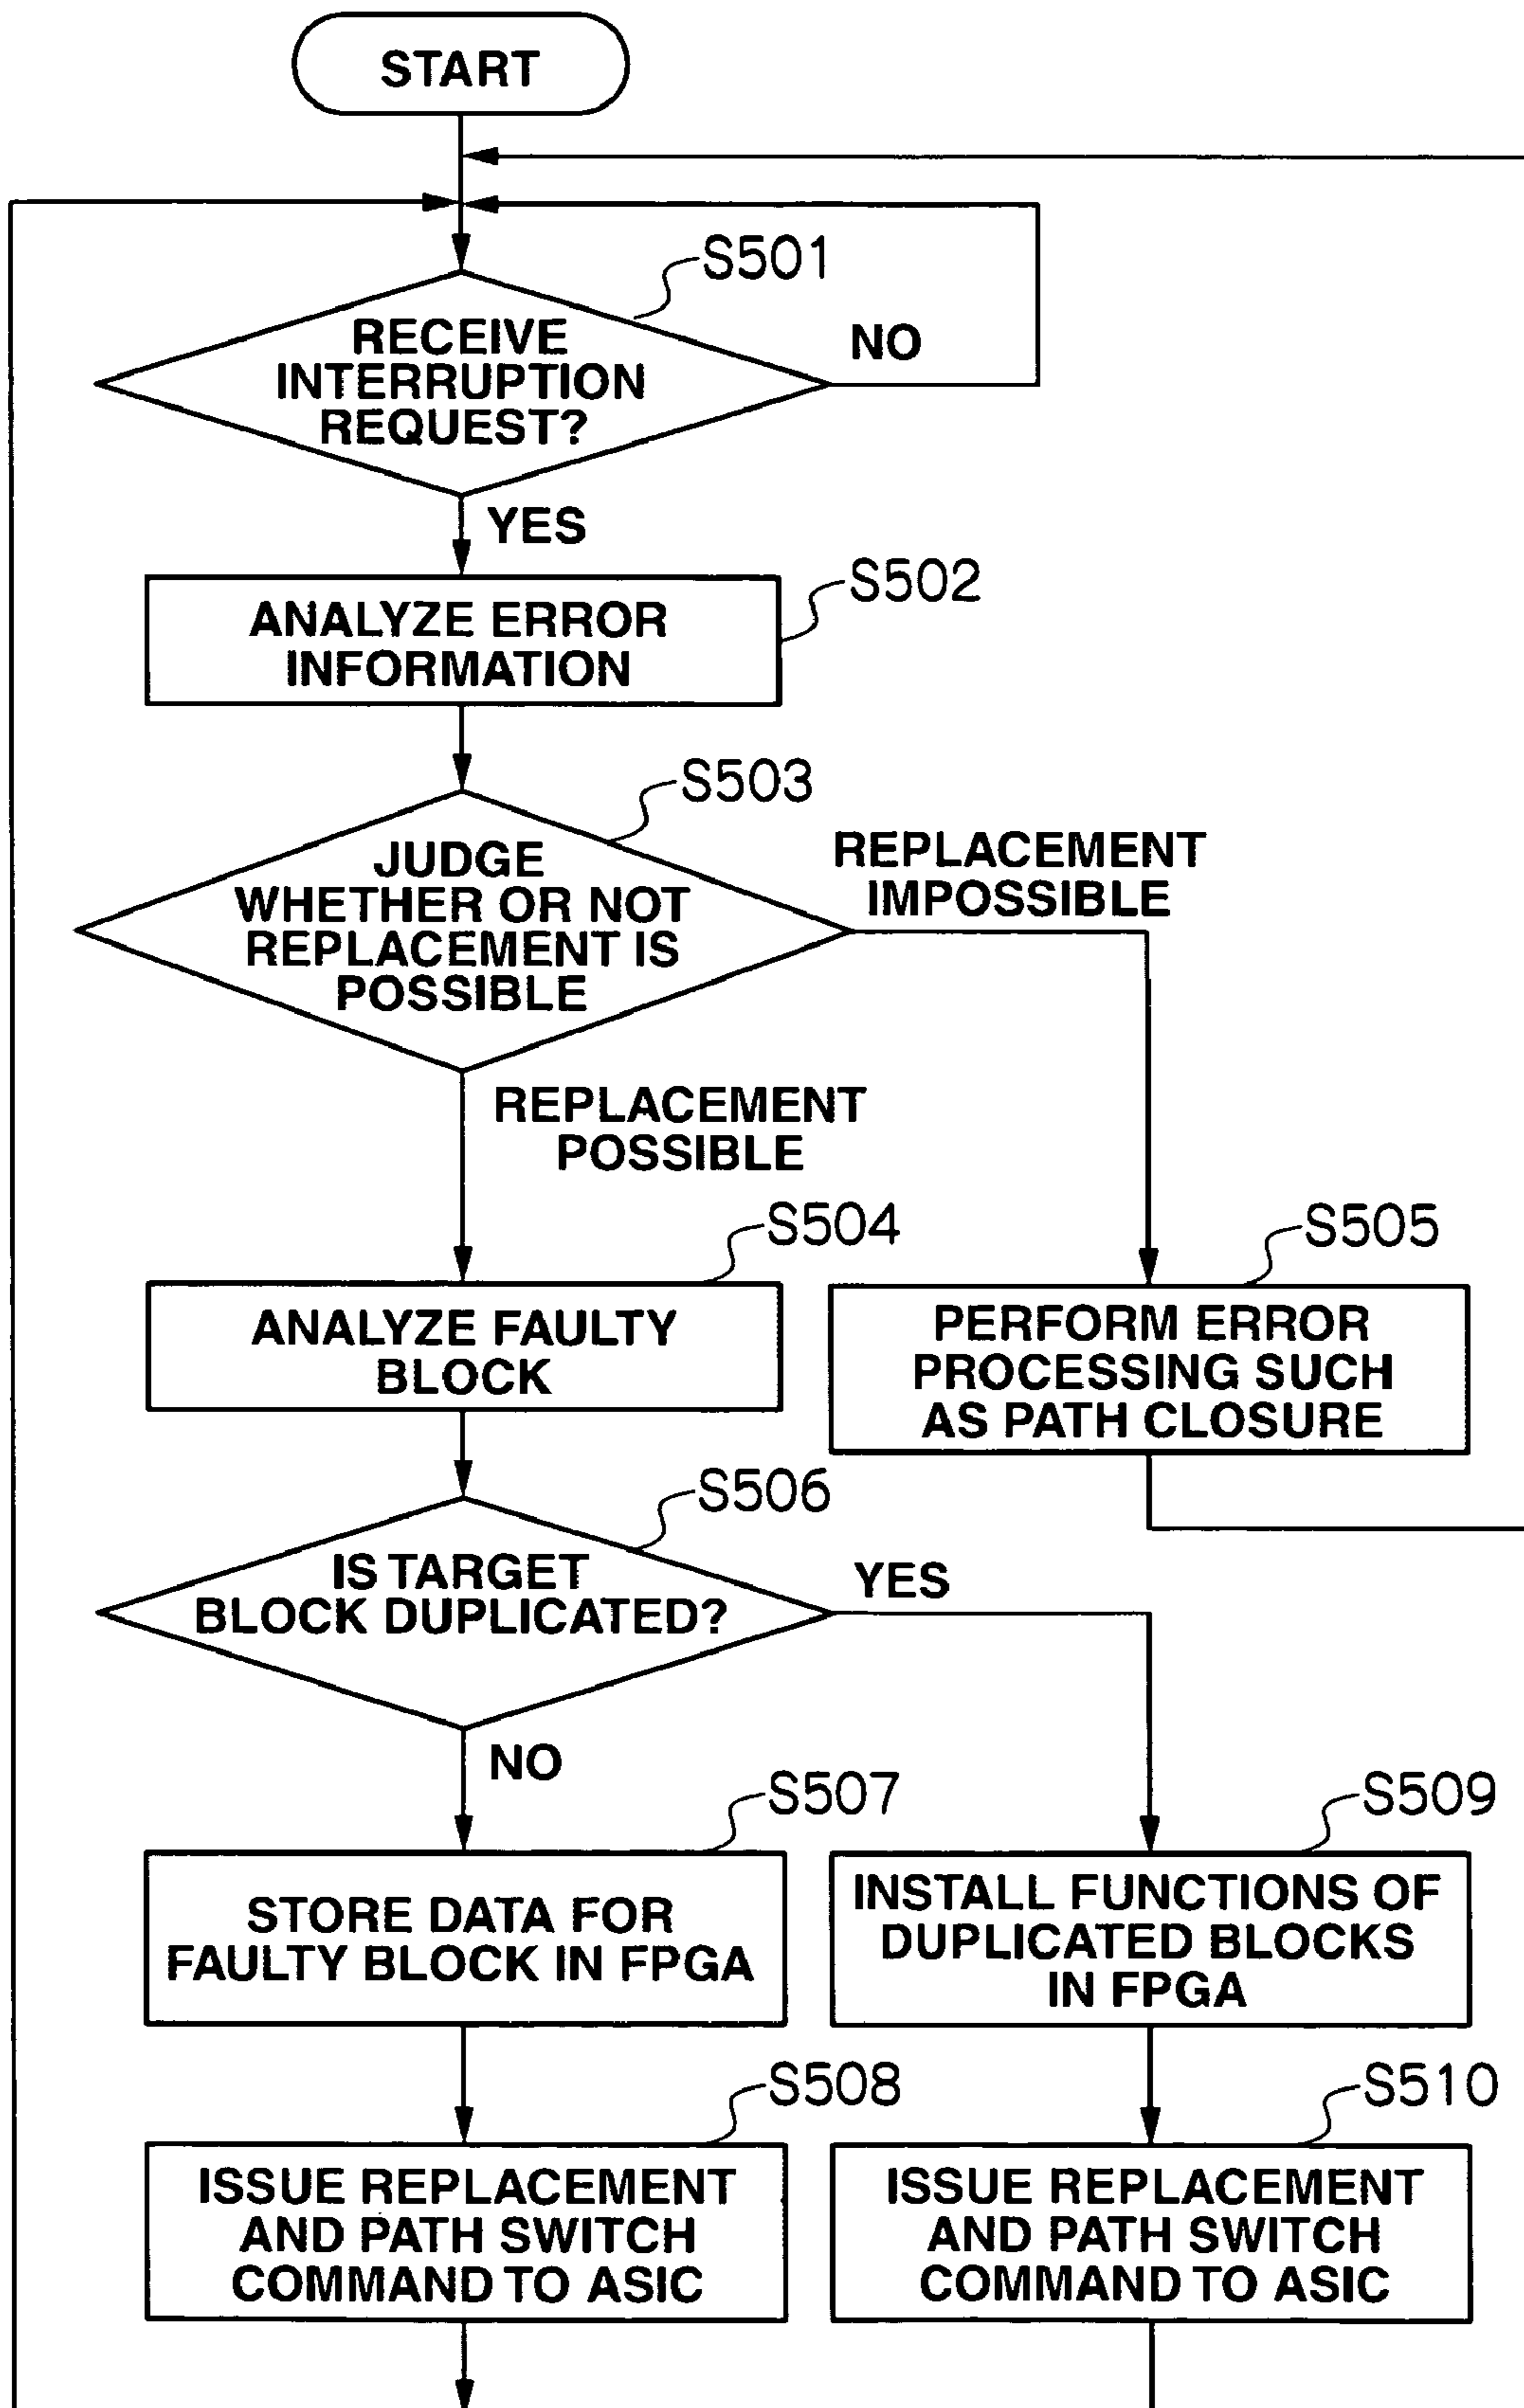 START
S501
RECEIVE
INTERRUPTION
REQUEST?
NO
YES
S502
ANALYZE ERROR
INFORMATION
S503
JUDGE
WHETHER OR NOT
REPLACEMENT IS
POSSIBLE
REPLACEMENT
IMPOSSIBLE
REPLACEMENT
POSSIBLE
S504
ANALYZE FAULTY
BLOCK
S505
PERFORM ERROR
PROCESSING SUCH
AS PATH CLOSURE
S506
IS TARGET
BLOCK DUPLICATED?
YES
NO
S507
STORE DATA FOR
FAULTY BLOCK IN FPGA
S509
INSTALL FUNCTIONS OF
DUPLICATED BLOCKS
IN FPGA
S508
ISSUE REPLACEMENT
AND PATH SWITCH
COMMAND TO ASIC
S510
ISSUE REPLACEMENT
AND PATH SWITCH
COMMAND TO ASIC